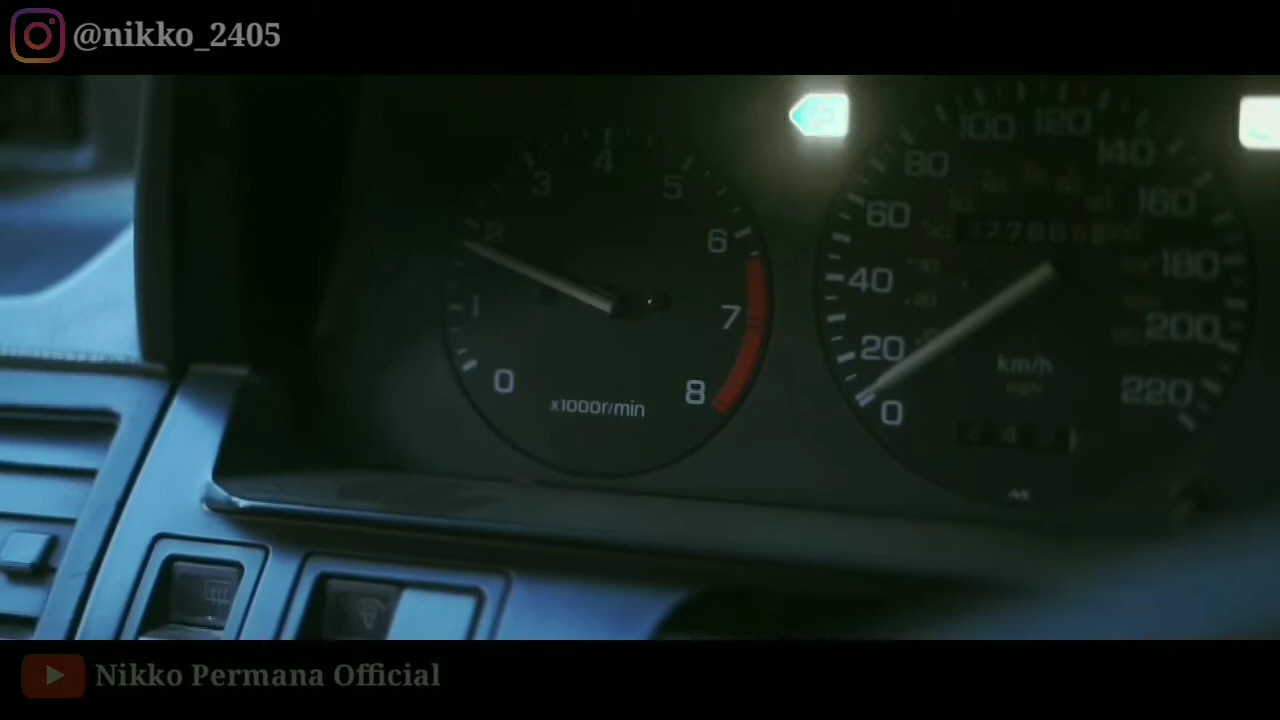 @nikko_2405
100 120
3 4 5 80 140
2 6 60 160
1 7 40 180
20 200
km/h
0 8 0 220
x1000r/min
Nikko Permana Official